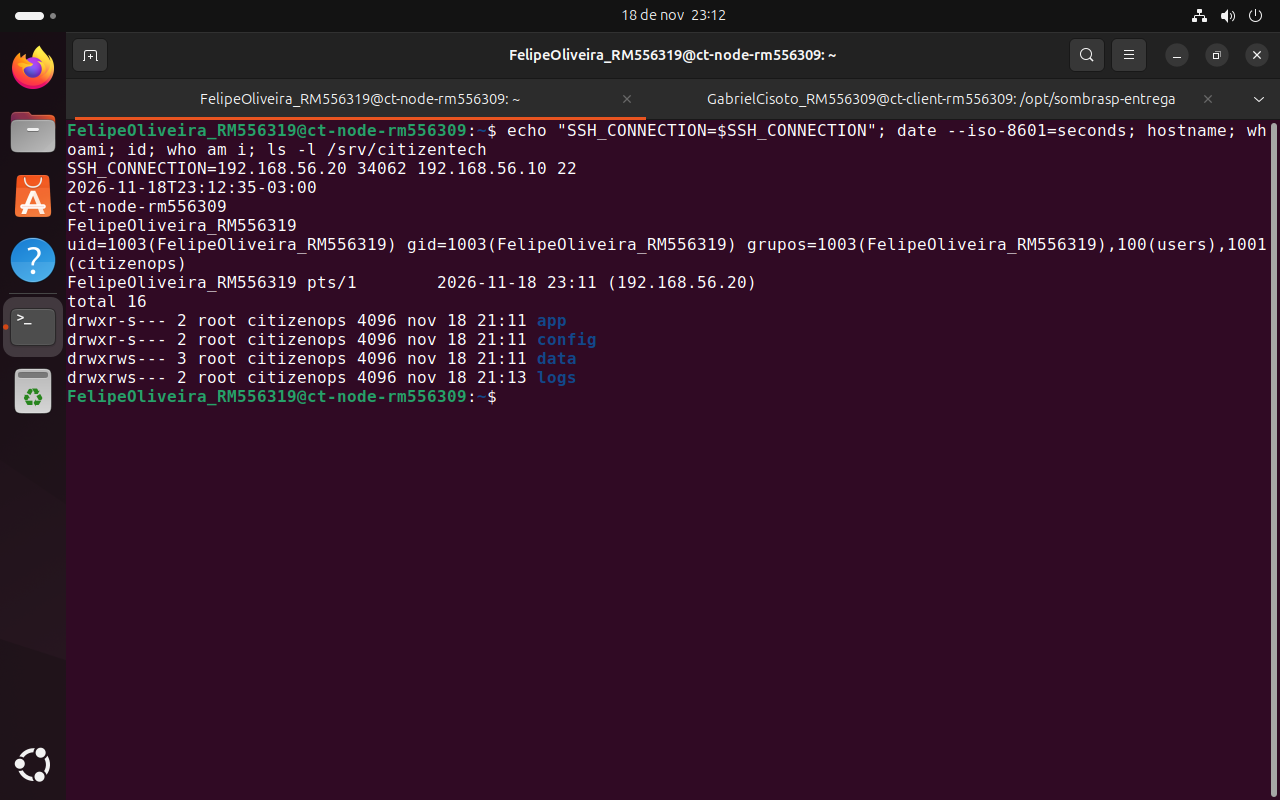 18 de nov 23:12
FelipeOliveira_RM556319@ct-node-rm556309: ~
FelipeOliveira_RM556319@ct-node-rm556309: ~
GabrielCisoto_RM556309@ct-client-rm556309: /opt/sombrasp-entrega
FelipeOliveira_RM556319@ct-node-rm556309:~$ echo "SSH_CONNECTION=$SSH_CONNECTION"; date --iso-8601=seconds; hostname; wh
oami; id; who am i; ls -l /srv/citizentech
SSH_CONNECTION=192.168.56.20 34062 192.168.56.10 22
2026-11-18T23:12:35-03:00
ct-node-rm556309
FelipeOliveira_RM556319
uid=1003(FelipeOliveira_RM556319) gid=1003(FelipeOliveira_RM556319) grupos=1003(FelipeOliveira_RM556319),100(users),1001
(citizenops)
FelipeOliveira_RM556319 pts/1        2026-11-18 23:11 (192.168.56.20)
total 16
drwxr-s--- 2 root citizenops 4096 nov 18 21:11 app
drwxr-s--- 2 root citizenops 4096 nov 18 21:11 config
drwxrws--- 3 root citizenops 4096 nov 18 21:11 data
drwxrws--- 2 root citizenops 4096 nov 18 21:13 logs
FelipeOliveira_RM556319@ct-node-rm556309:~$